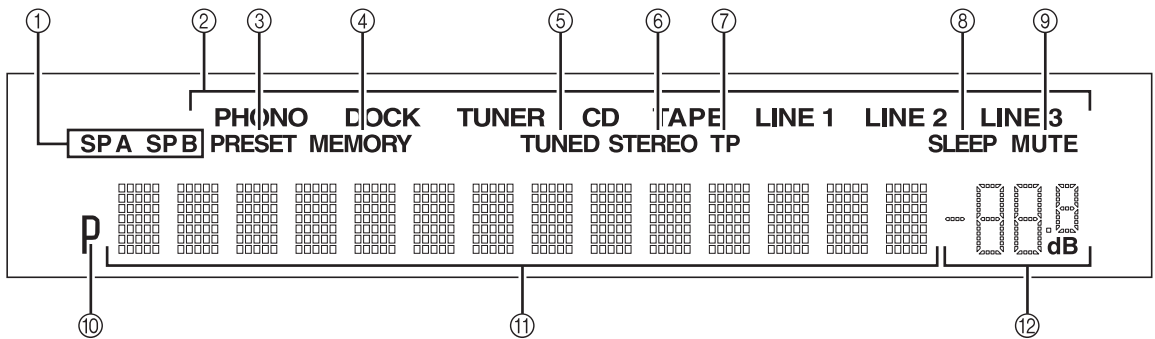 ① ② ③ ④ ⑤ ⑥ ⑦ ⑧ ⑨
PHONO DOCK TUNER CD TAPE LINE 1 LINE 2 LINE 3
SP A SP B PRESET MEMORY TUNED STEREO TP SLEEP MUTE
P dB
⑩ ⑪ ⑫